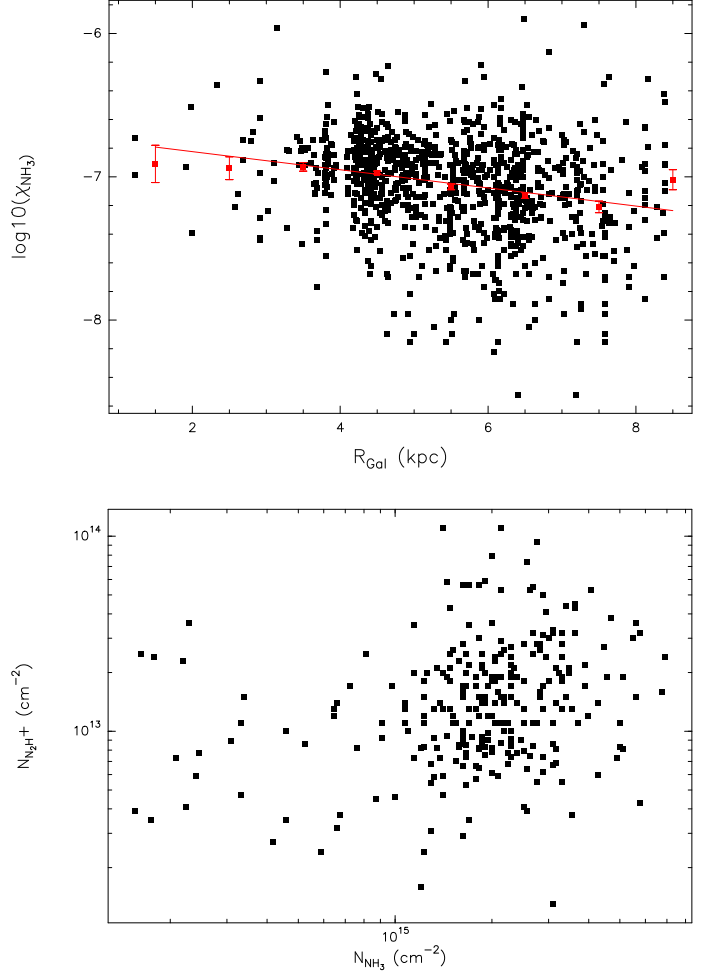 -6
-7
-8
log10(χNH3)
2 4 6 8
RGal (kpc)
10^14
10^13
NN2H+ (cm^-2)
10^15
NNH3 (cm^-2)